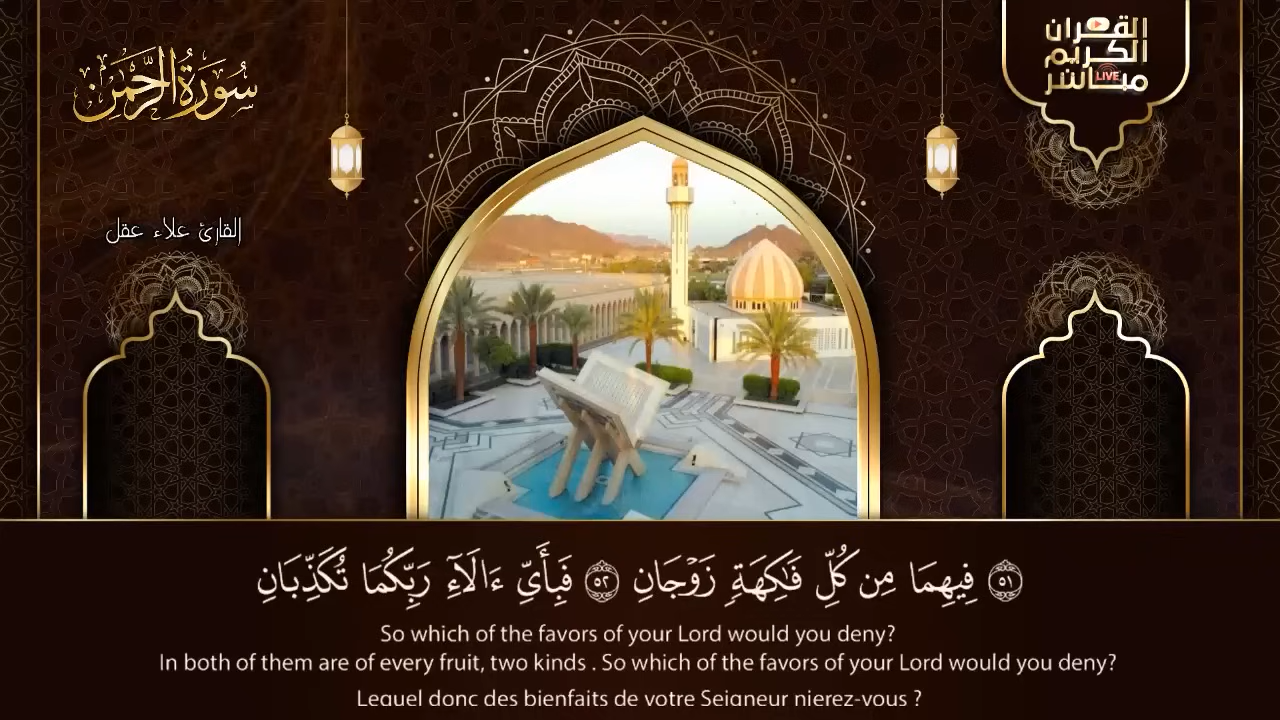 سُورَةُ الرَّحْمَٰن
القرآن
الكريم
مباشر
LIVE
القارئ علاء عقل
۝٥١ فِيهِمَا مِن كُلِّ فَٰكِهَةٍ زَوْجَانِ ۝٥٢ فَبِأَيِّ ءَالَآءِ رَبِّكُمَا تُكَذِّبَانِ
So which of the favors of your Lord would you deny?
In both of them are of every fruit, two kinds . So which of the favors of your Lord would you deny?
Lequel donc des bienfaits de votre Seigneur nierez-vous ?